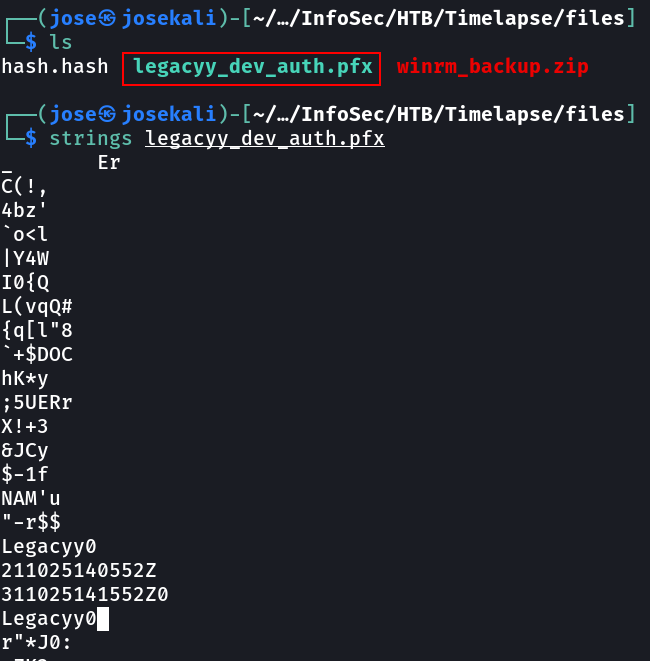 ┌──(jose㉿josekali)-[~/…/InfoSec/HTB/Timelapse/files]
└─$ ls
hash.hash legacyy_dev_auth.pfx winrm_backup.zip
┌──(jose㉿josekali)-[~/…/InfoSec/HTB/Timelapse/files]
└─$ strings legacyy_dev_auth.pfx
_ Er
C(!,
4bz'
`o<l
|Y4W
I0{Q
L(vqQ#
{q[l"8
`+$DOC
hK*y
;5UERr
X!+3
&JCy
$-1f
NAM'u
"-r$$
Legacyy0
211025140552Z
311025141552Z0
Legacyy0
r"*J0: